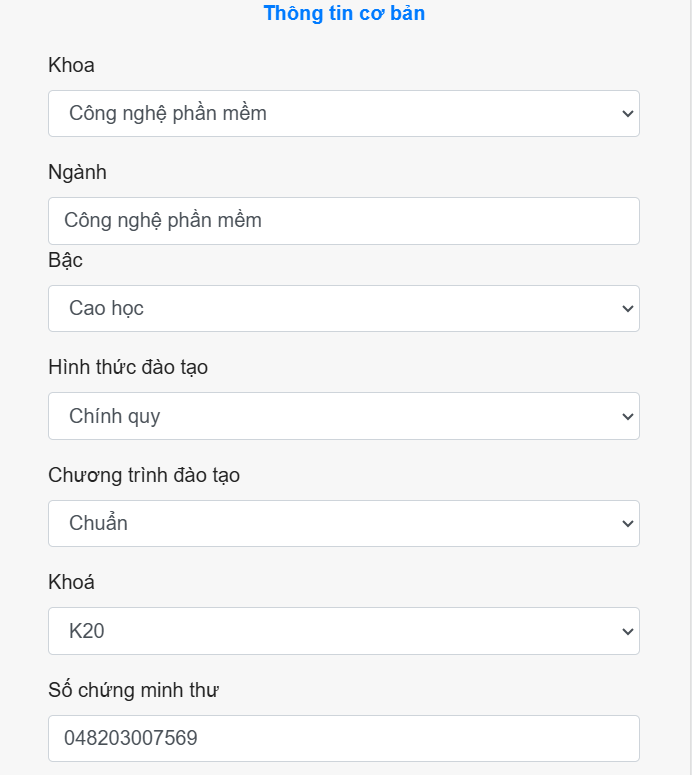 Thông tin cơ bản
Khoa
Công nghệ phần mềm
Ngành
Công nghệ phần mềm
Bậc
Cao học
Hình thức đào tạo
Chính quy
Chương trình đào tạo
Chuẩn
Khoá
K20
Số chứng minh thư
048203007569